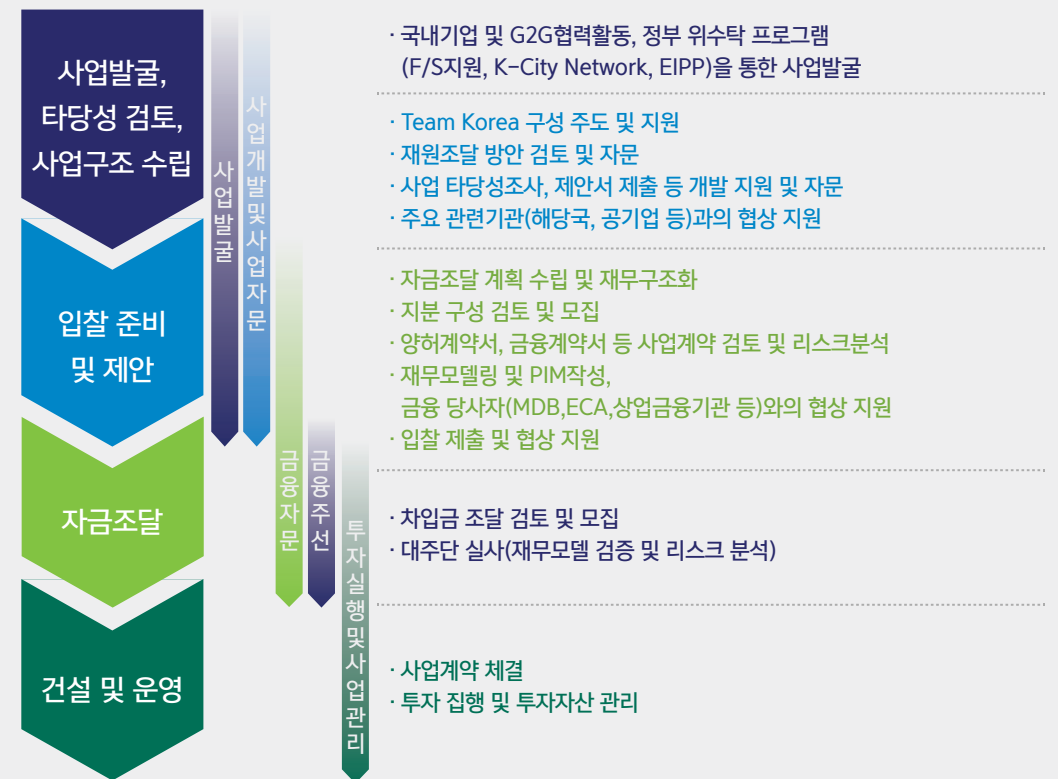 사업발굴,
타당성 검토,
사업구조 수립
입찰 준비
및 제안
자금조달
건설 및 운영
사업발굴
사업개발및사업자문
금융자문
금융주선
투자실행및사업관리
· 국내기업 및 G2G협력활동, 정부 위수탁 프로그램
(F/S지원, K-City Network, EIPP)을 통한 사업발굴
· Team Korea 구성 주도 및 지원
· 재원조달 방안 검토 및 자문
· 사업 타당성조사, 제안서 제출 등 개발 지원 및 자문
· 주요 관련기관(해당국, 공기업 등)과의 협상 지원
· 자금조달 계획 수립 및 재무구조화
· 지분 구성 검토 및 모집
· 양허계약서, 금융계약서 등 사업계약 검토 및 리스크분석
· 재무모델링 및 PIM작성,
금융 당사자(MDB,ECA,상업금융기관 등)와의 협상 지원
· 입찰 제출 및 협상 지원
· 차입금 조달 검토 및 모집
· 대주단 실사(재무모델 검증 및 리스크 분석)
· 사업계약 체결
· 투자 집행 및 투자자산 관리